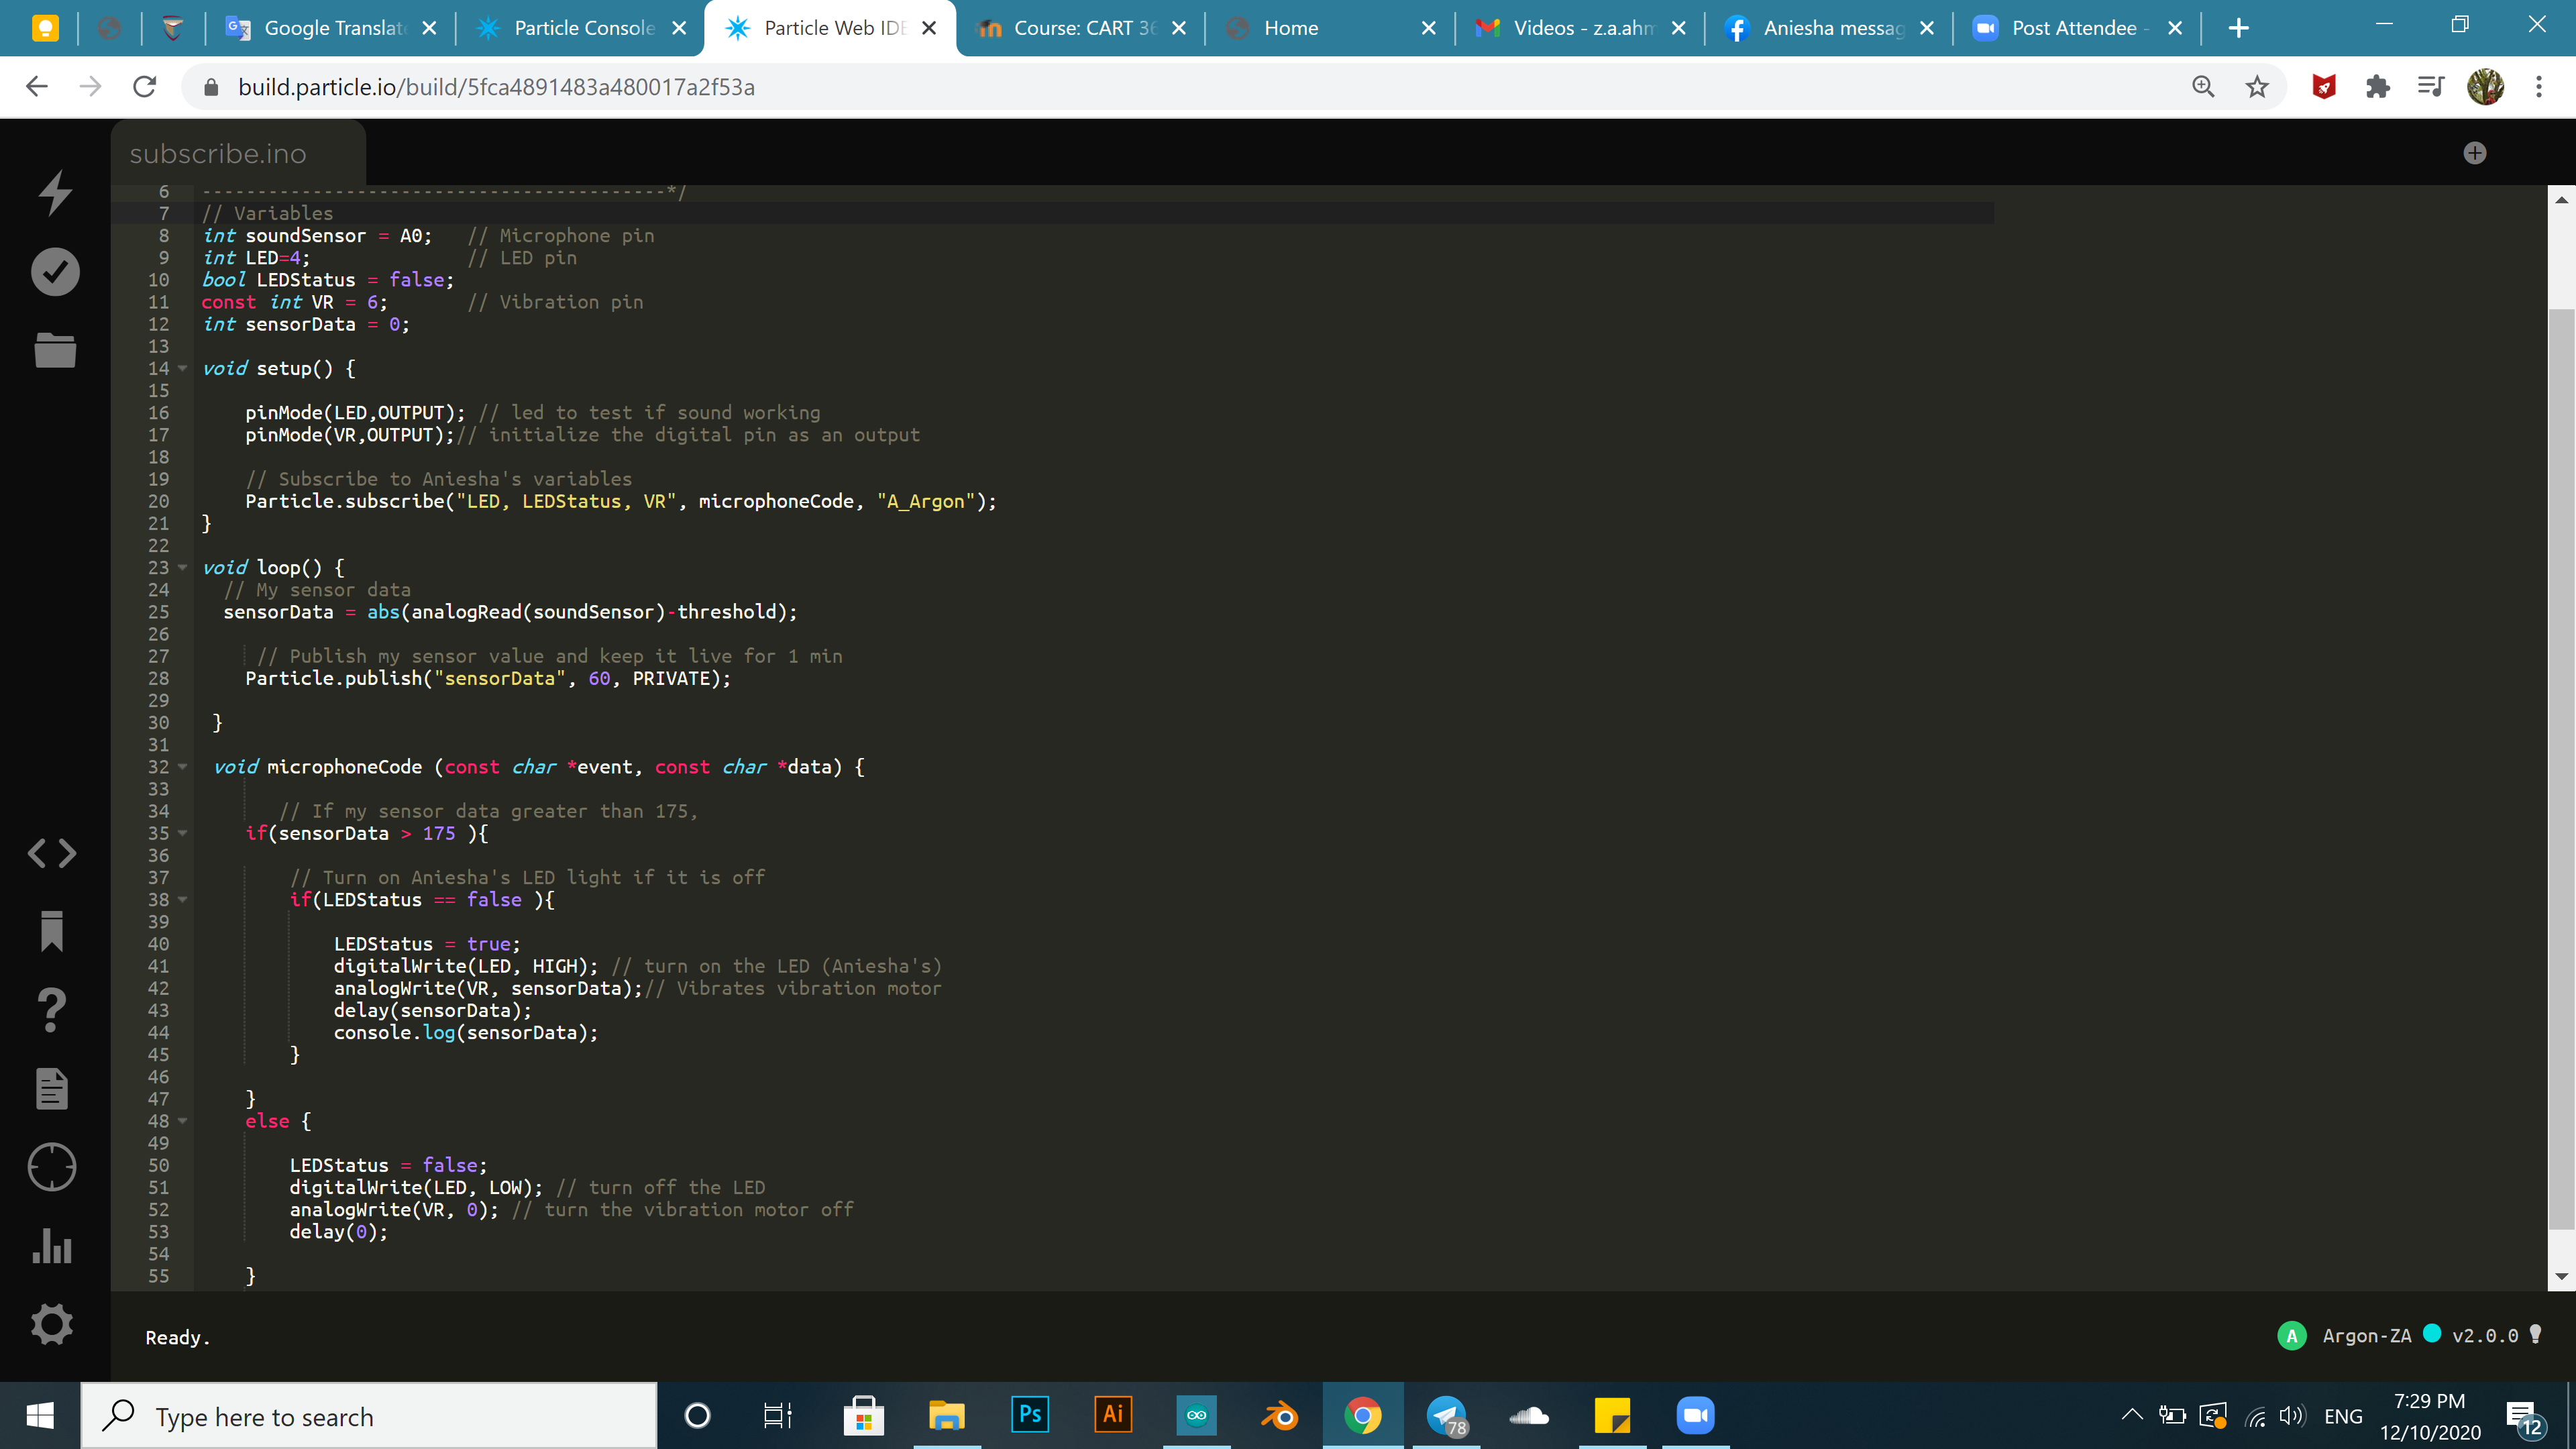 Google Translat
Particle Console
Particle Web IDE
Course: CART 36
Home
Videos - z.a.ahm
Aniesha messag
Post Attendee -
build.particle.io/build/5fca4891483a480017a2f53a
subscribe.ino
6 ------------------------------------------*/
7 // Variables
8 int soundSensor = A0; // Microphone pin
9 int LED=4; // LED pin
10 bool LEDStatus = false;
11 const int VR = 6; // Vibration pin
12 int sensorData = 0;
13
14 void setup() {
15
16 pinMode(LED,OUTPUT); // led to test if sound working
17 pinMode(VR,OUTPUT);// initialize the digital pin as an output
18
19 // Subscribe to Aniesha's variables
20 Particle.subscribe("LED, LEDStatus, VR", microphoneCode, "A_Argon");
21 }
22
23 void loop() {
24 // My sensor data
25 sensorData = abs(analogRead(soundSensor)-threshold);
26
27 // Publish my sensor value and keep it live for 1 min
28 Particle.publish("sensorData", 60, PRIVATE);
29
30 }
31
32 void microphoneCode (const char *event, const char *data) {
33
34 // If my sensor data greater than 175,
35 if(sensorData > 175 ){
36
37 // Turn on Aniesha's LED light if it is off
38 if(LEDStatus == false ){
39
40 LEDStatus = true;
41 digitalWrite(LED, HIGH); // turn on the LED (Aniesha's)
42 analogWrite(VR, sensorData);// Vibrates vibration motor
43 delay(sensorData);
44 console.log(sensorData);
45 }
46
47 }
48 else {
49
50 LEDStatus = false;
51 digitalWrite(LED, LOW); // turn off the LED
52 analogWrite(VR, 0); // turn the vibration motor off
53 delay(0);
54
55 }
Ready.
A Argon-ZA v2.0.0
Type here to search
Ps
Ai
78
ENG
7:29 PM
12/10/2020
12